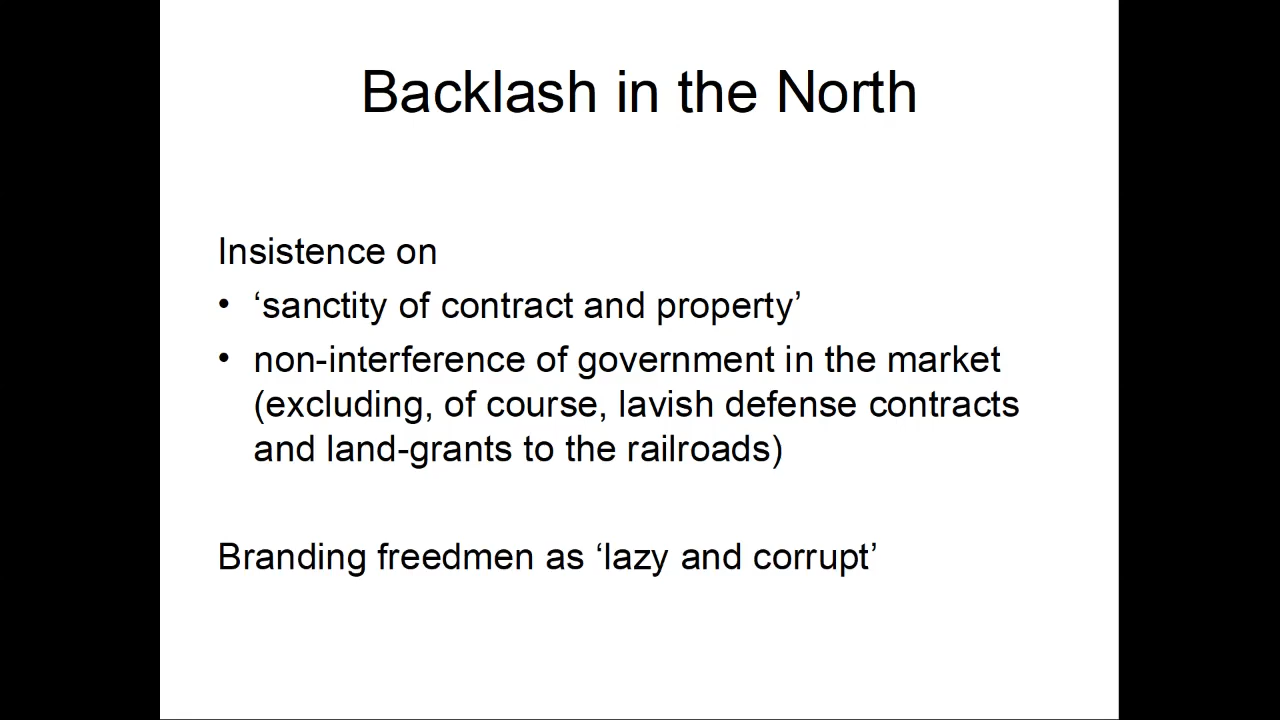 Backlash in the North
Insistence on
• ‘sanctity of contract and property’
• non-interference of government in the market
(excluding, of course, lavish defense contracts
and land-grants to the railroads)
Branding freedmen as ‘lazy and corrupt’